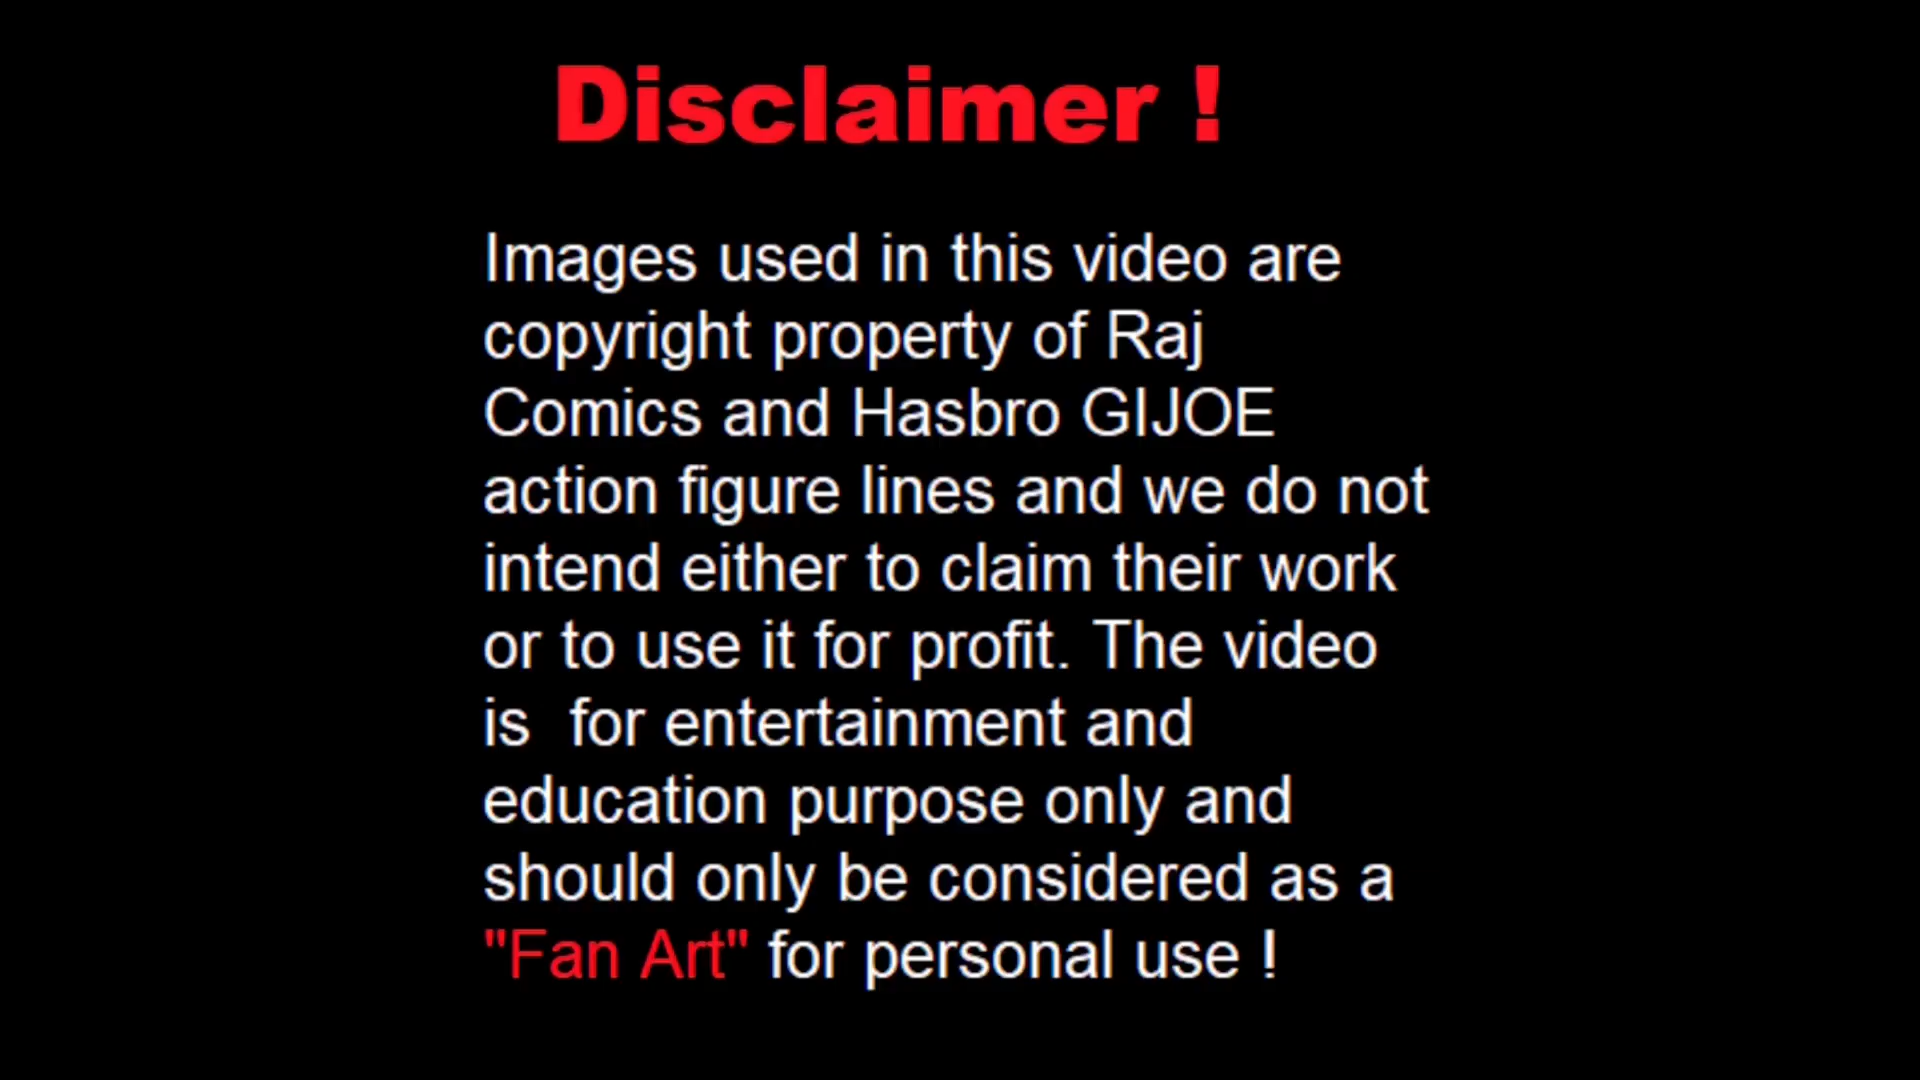 Disclaimer !
Images used in this video are
copyright property of Raj
Comics and Hasbro GIJOE
action figure lines and we do not
intend either to claim their work
or to use it for profit. The video
is  for entertainment and
education purpose only and
should only be considered as a
"Fan Art" for personal use !